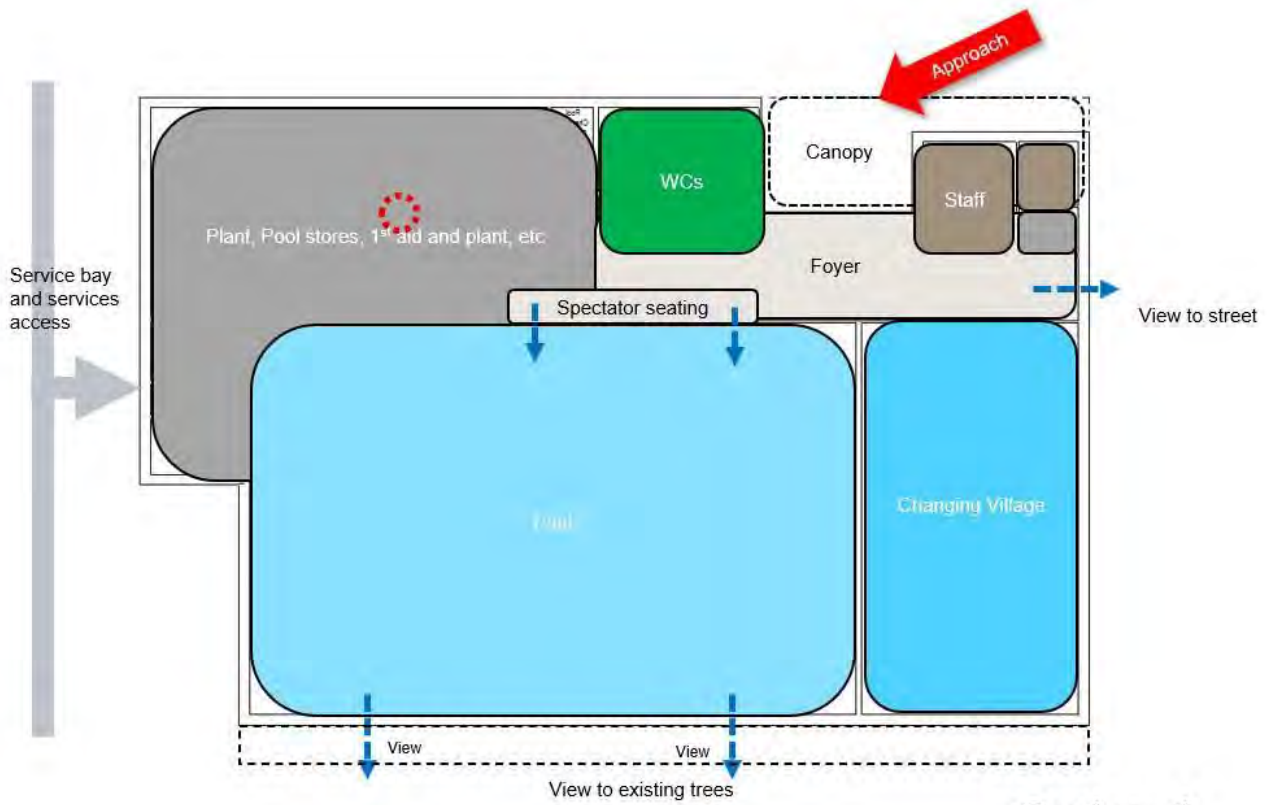 Approach
Canopy
WCs
Staff
Plant, Pool stores, 1st aid and plant, etc
Foyer
Service bay
and services
access
Spectator seating
View to street
Changing Village
View
View
View to existing trees